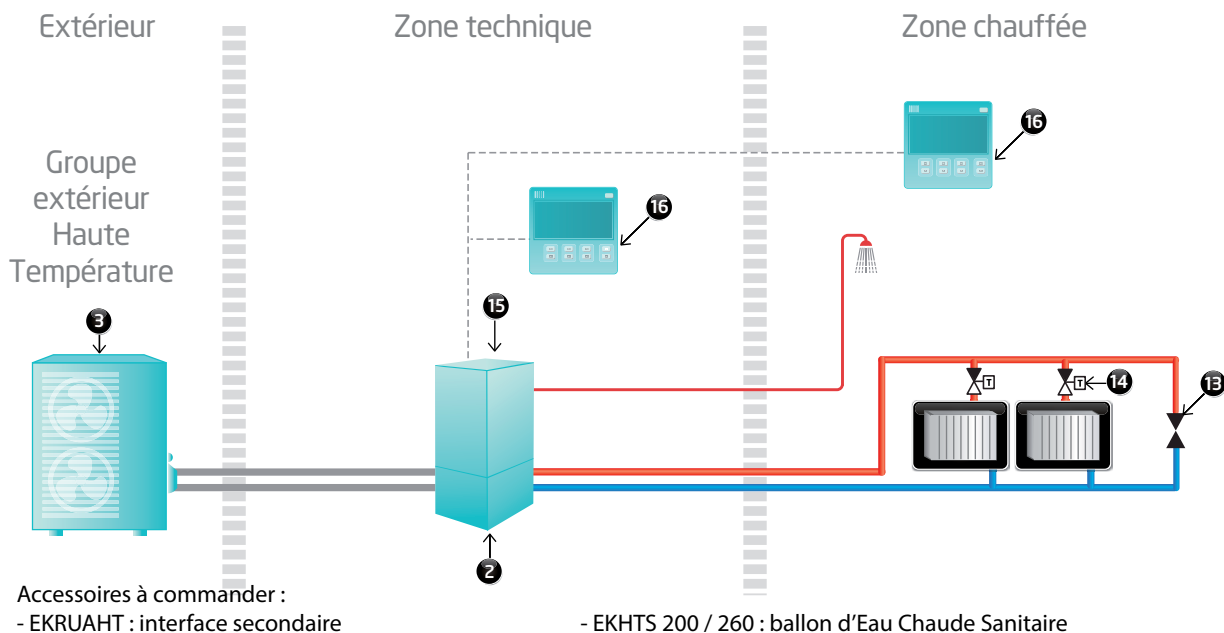 Extérieur
Zone technique
Zone chauffée
Groupe
extérieur
Haute
Température
16
16
3
15
T
T
14
13
2
Accessoires à commander :
- EKRUAHT : interface secondaire
- EKHTS 200 / 260 : ballon d’Eau Chaude Sanitaire